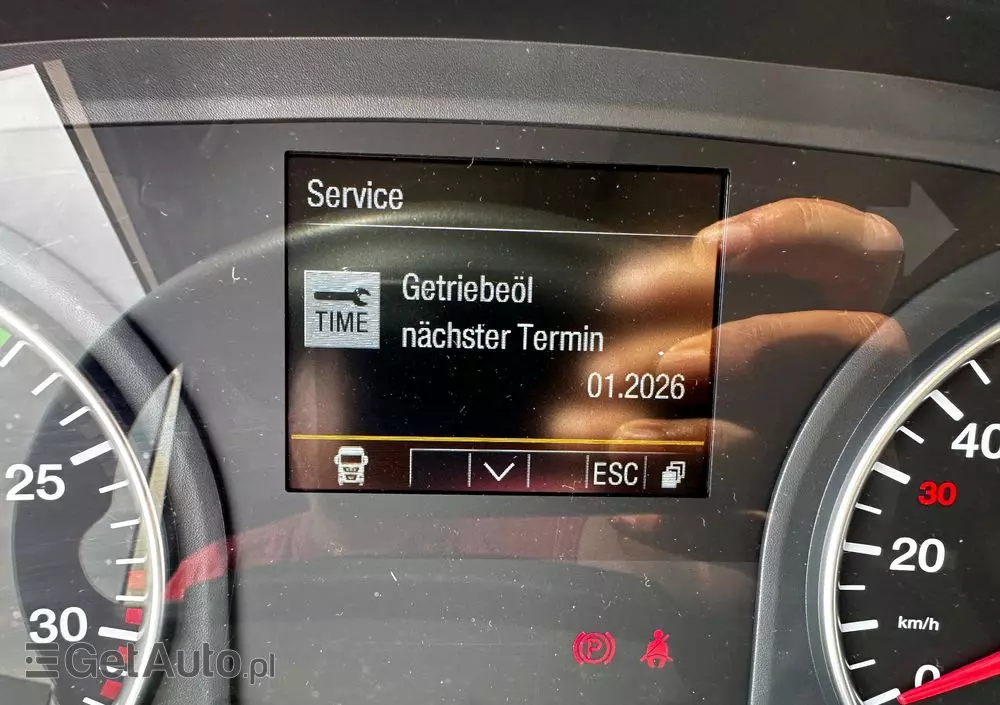 Service
TIME
Getriebeöl
nächster Termin
01.2026
ESC
25
30
40
30
20
km/h
0
P
GetAuto.pl